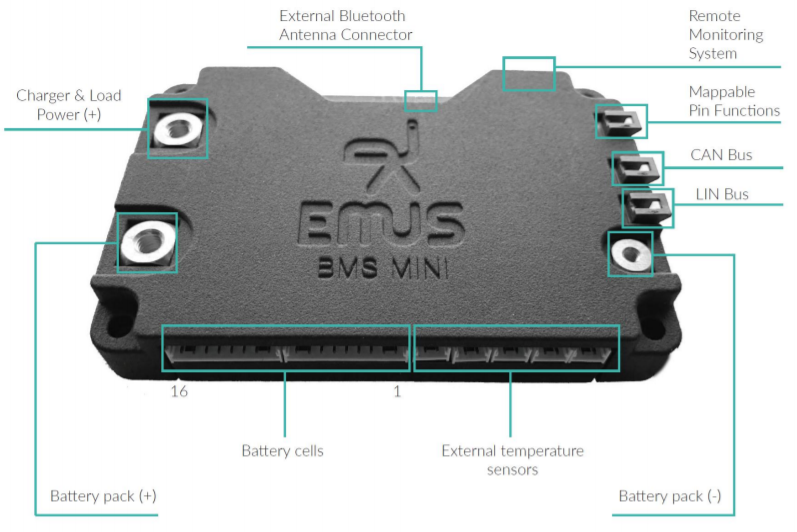 External Bluetooth
Antenna Connector
Remote
Monitoring
System
Charger & Load
Power (+)
Mappable
Pin Functions
CAN Bus
LIN Bus
EMUS
BMS MINI
16
1
Battery cells
External temperature
sensors
Battery pack (+)
Battery pack (-)